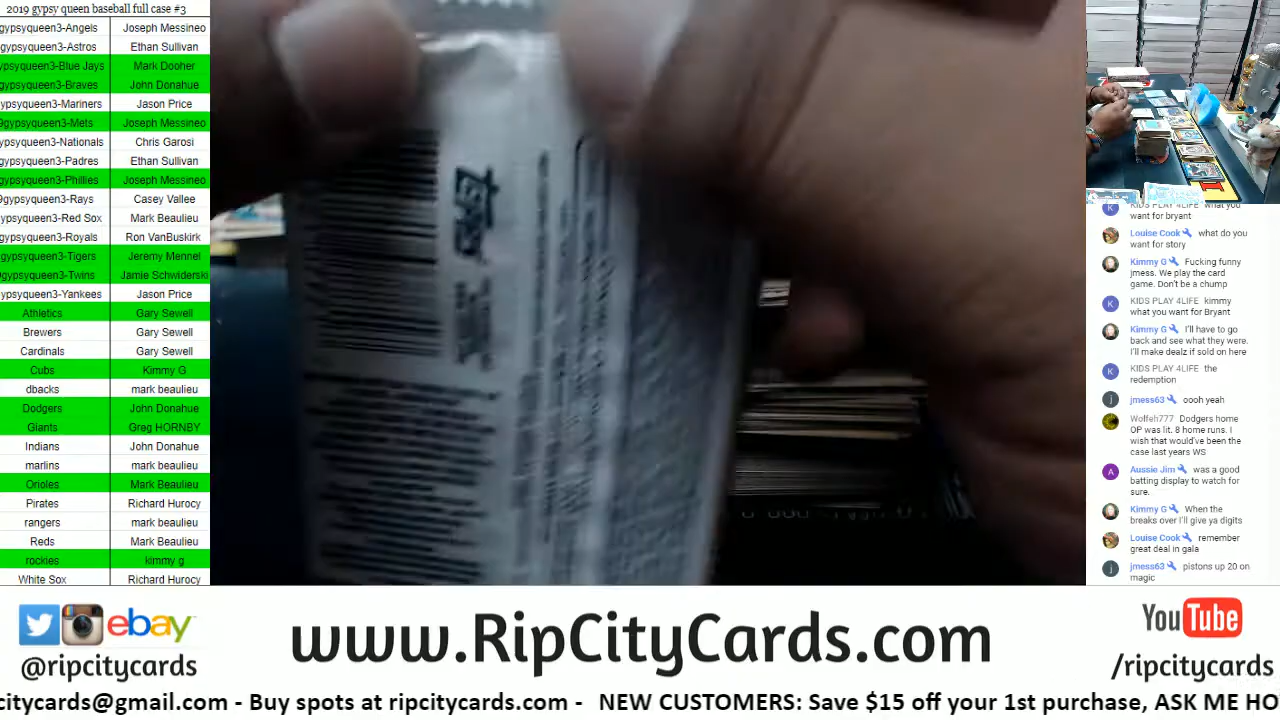 2019 gypsy queen baseball full case #3
gypsyqueen3-Angels Joseph Messineo
gypsyqueen3-Astros Ethan Sullivan
ypsyqueen3-Blue Jays Mark Dooher
gypsyqueen3-Braves John Donahue
gypsyqueen3-Mariners Jason Price
9gypsyqueen3-Mets Joseph Messineo
gypsyqueen3-Nationals Chris Garosi
gypsyqueen3-Padres Ethan Sullivan
gypsyqueen3-Phillies Joseph Messineo
9gypsyqueen3-Rays Casey Vallee
gypsyqueen3-Red Sox Mark Beaulieu
gypsyqueen3-Royals Ron VanBuskirk
gypsyqueen3-Tigers Jeremy Mennel
gypsyqueen3-Twins Jamie Schwiderski
ypsyqueen3-Yankees Jason Price
Athletics Gary Sewell
Brewers Gary Sewell
Cardinals Gary Sewell
Cubs Kimmy G
dbacks mark beaulieu
Dodgers John Donahue
Giants Greg HORNBY
Indians John Donahue
marlins mark beaulieu
Orioles Mark Beaulieu
Pirates Richard Hurocy
rangers mark beaulieu
Reds Mark Beaulieu
rockies kimmy g
White Sox Richard Hurocy
KIDS PLAY 4LIFE what you
want for bryant
Louise Cook what do you
want for story
Kimmy G Fucking funny
jmess. We play the card
game. Don't be a chump
KIDS PLAY 4LIFE kimmy
what you want for Bryant
Kimmy G I'll have to go
back and see what they were.
I'll make dealz if sold on here
KIDS PLAY 4LIFE the
redemption
jmess63 oooh yeah
Wolfeh777 Dodgers home
OP was lit. 8 home runs. I
wish that would've been the
case last years WS
Aussie Jim was a good
batting display to watch for
sure.
Kimmy G When the
breaks over I'll give ya digits
Louise Cook remember
great deal in gala
jmess63 pistons up 20 on
magic
ebay
@ripcitycards
www.RipCityCards.com
YouTube
/ripcitycards
citycards@gmail.com - Buy spots at ripcitycards.com - NEW CUSTOMERS: Save $15 off your 1st purchase, ASK ME HO